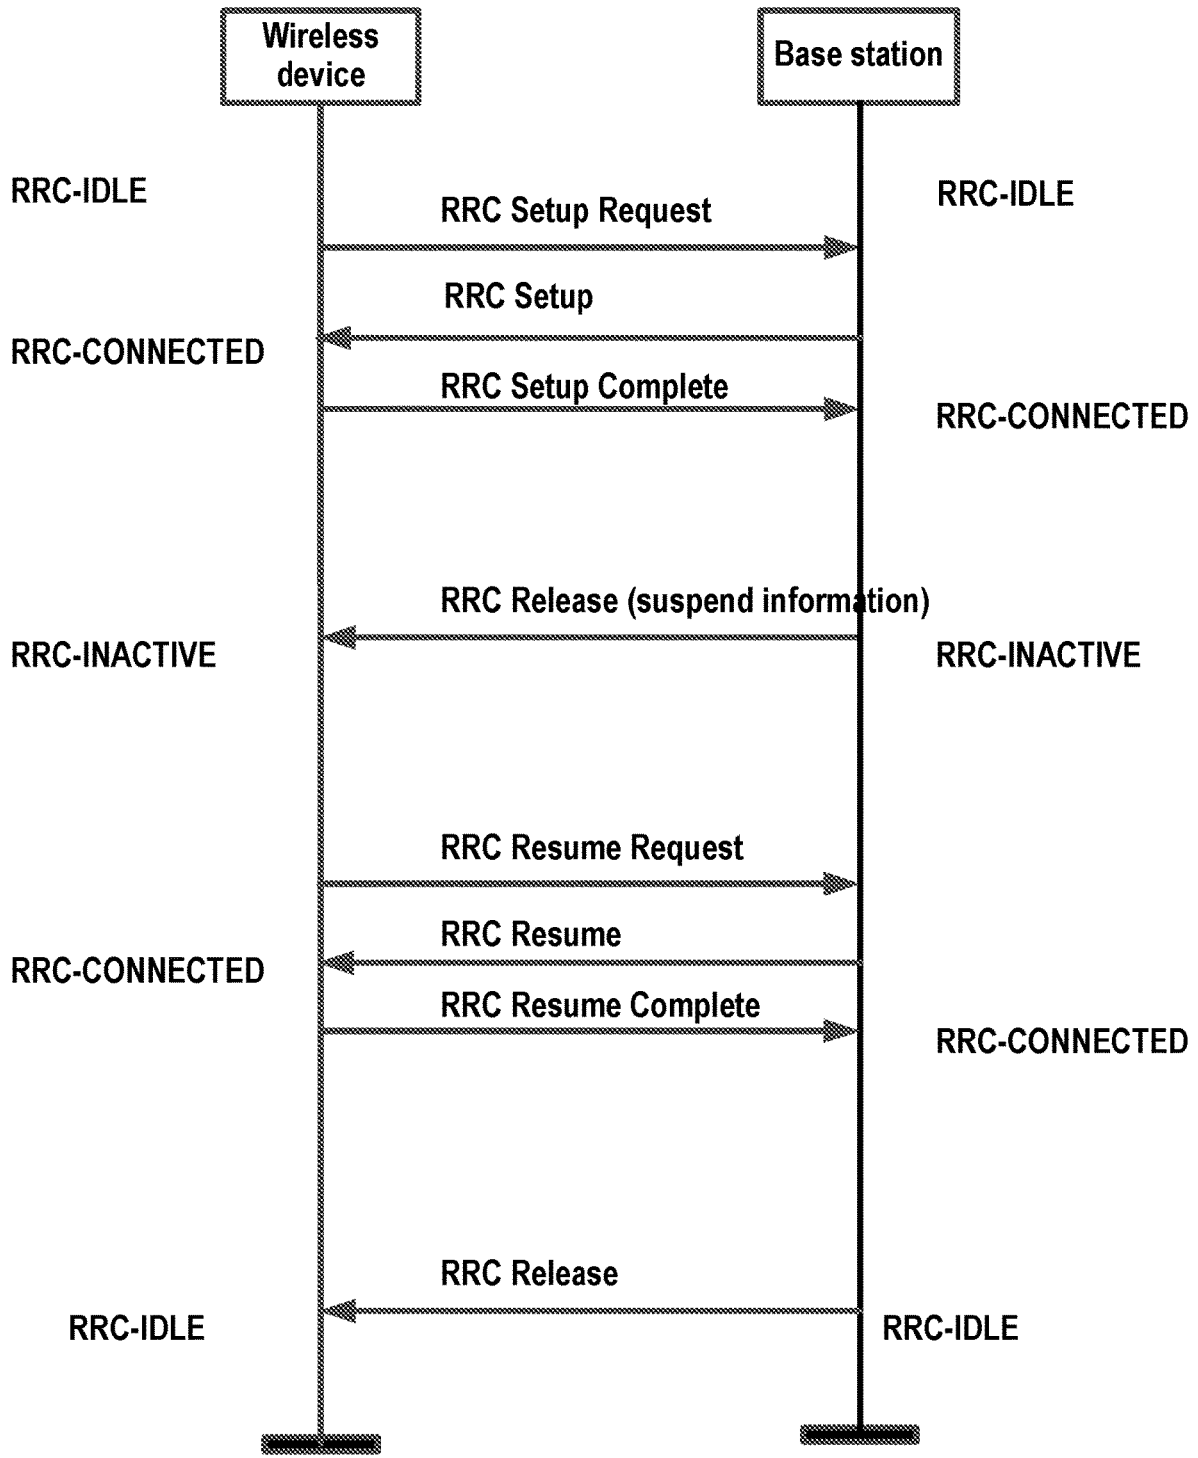 Wireless
device
Base station
RRC-IDLE
RRC-IDLE
RRC Setup Request
RRC Setup
RRC-CONNECTED
RRC Setup Complete
RRC-CONNECTED
RRC Release (suspend information)
RRC-INACTIVE
RRC-INACTIVE
RRC Resume Request
RRC Resume
RRC-CONNECTED
RRC Resume Complete
RRC-CONNECTED
RRC Release
RRC-IDLE
RRC-IDLE